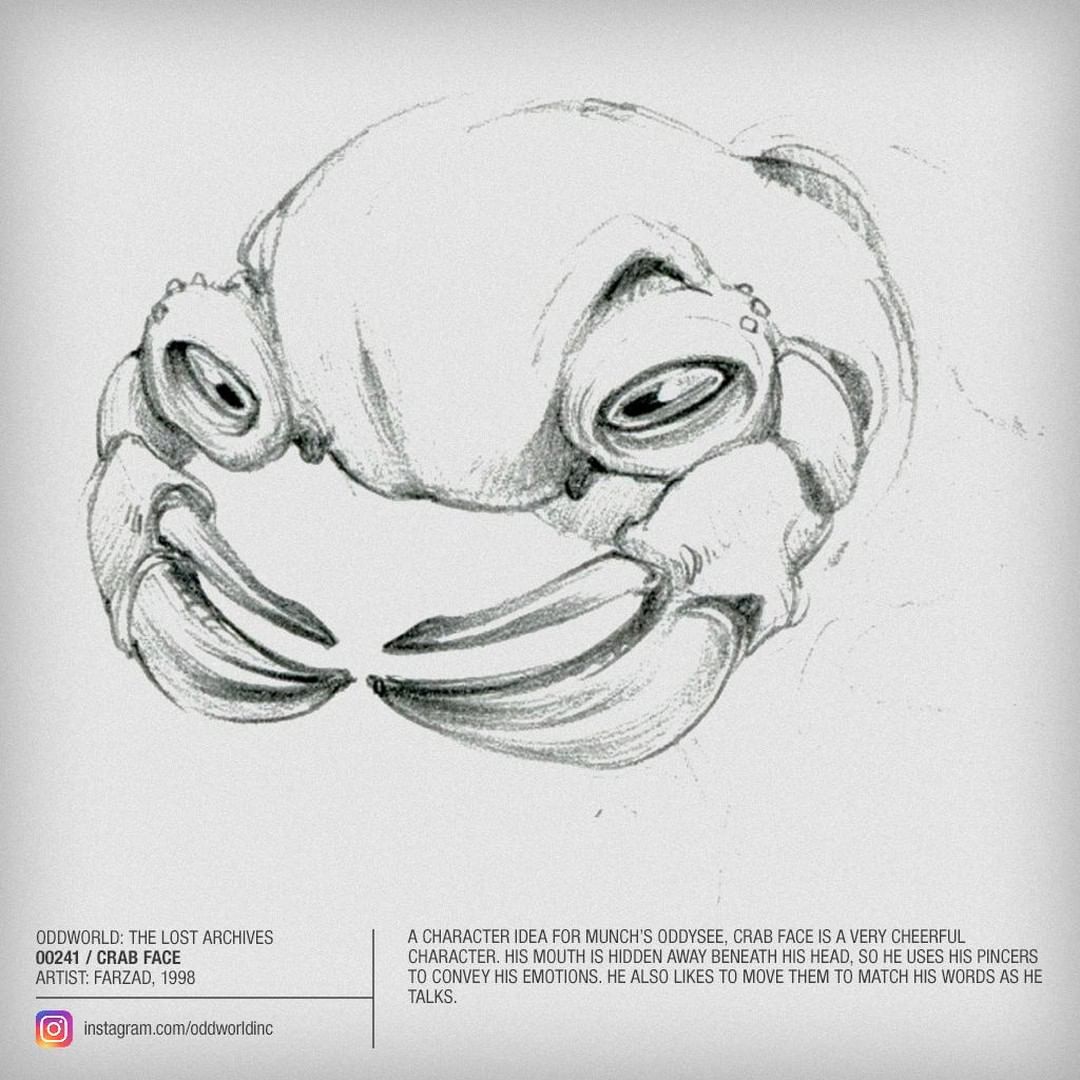 ODDWORLD: THE LOST ARCHIVES
00241 / CRAB FACE
ARTIST: FARZAD, 1998
instagram.com/oddworldinc
A CHARACTER IDEA FOR MUNCH'S ODDYSEE, CRAB FACE IS A VERY CHEERFUL
CHARACTER. HIS MOUTH IS HIDDEN AWAY BENEATH HIS HEAD, SO HE USES HIS PINCERS
TO CONVEY HIS EMOTIONS. HE ALSO LIKES TO MOVE THEM TO MATCH HIS WORDS AS HE
TALKS.